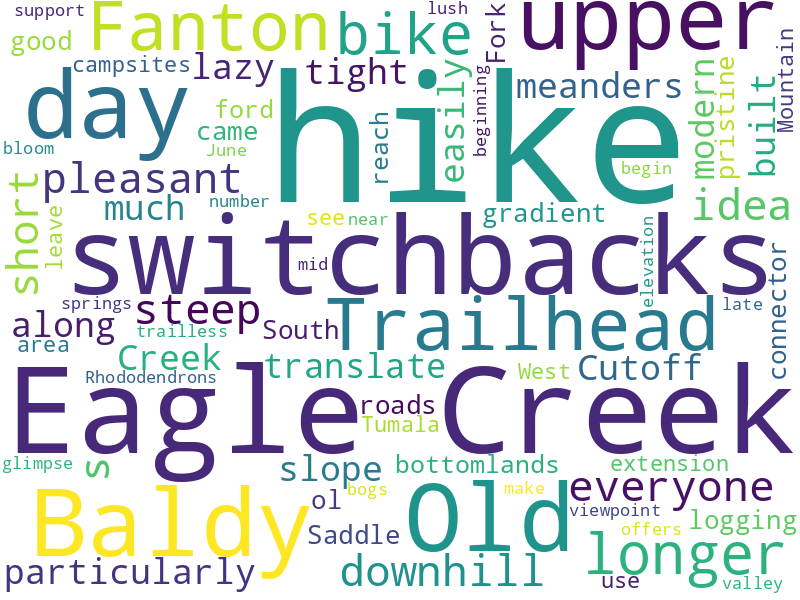 support
Fanton
bike
Fork
upper
lush
good
campsites
lazy
tight
meanders
Mountain
day
hike
ford
came
June
reach
easily
beginning
modern
pristine
built
bloom
pleasant
number
begin
short
leave
much
see
near
gradient
idea
switchbacks
mid
elevation
connector
springs
steep
South
Trailhead
late
along
trailless
area
Creek
translate
West
Cutoff
Rhododendrons
Eagle Creek
roads
Tumala
glimpse
s
slope
bottomlands
extension
Baldy
ol
bogs
Old
make
everyone
viewpoint
Saddle
offers
logging
longer
particularly
downhill
use
valley